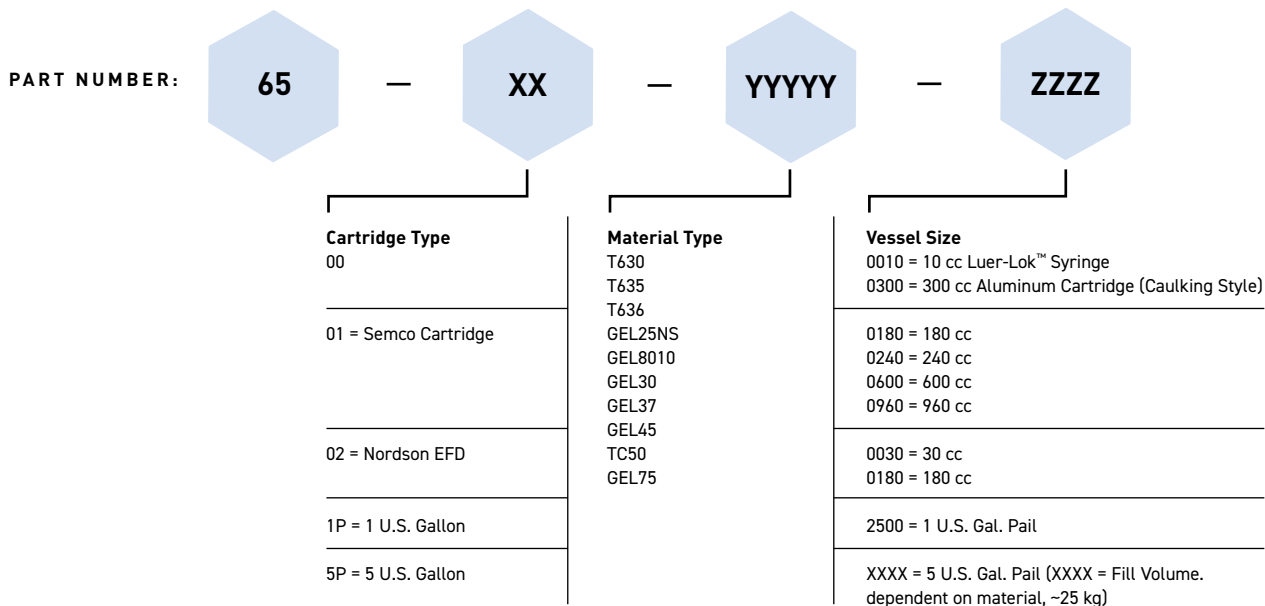 PART NUMBER: 65 — XX — YYYYY — ZZZZ
Cartridge Type
00
01 = Semco Cartridge
02 = Nordson EFD
1P = 1 U.S. Gallon
5P = 5 U.S. Gallon
Material Type
T630
T635
T636
GEL25NS
GEL8010
GEL30
GEL37
GEL45
TC50
GEL75
Vessel Size
0010 = 10 cc Luer-Lok™ Syringe
0300 = 300 cc Aluminum Cartridge (Caulking Style)
0180 = 180 cc
0240 = 240 cc
0600 = 600 cc
0960 = 960 cc
0030 = 30 cc
0180 = 180 cc
2500 = 1 U.S. Gal. Pail
XXXX = 5 U.S. Gal. Pail (XXXX = Fill Volume.
dependent on material, ~25 kg)